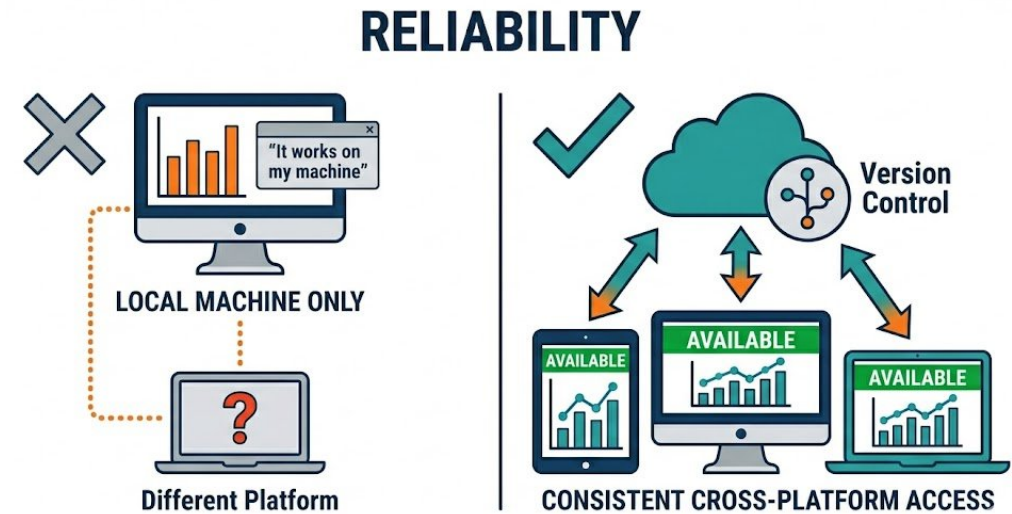 RELIABILITY
"It works on
my machine"
LOCAL MACHINE ONLY
?
Different Platform
Version
Control
AVAILABLE
AVAILABLE
AVAILABLE
CONSISTENT CROSS-PLATFORM ACCESS